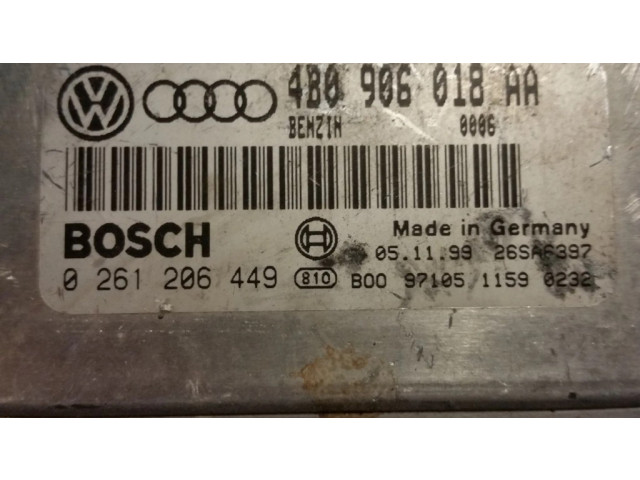 4B0 906 018 AA
BENZIN 0006
BOSCH
Made in Germany
05.11.99 26SA6397
0 261 206 449 810 B00 97105 1159 0232